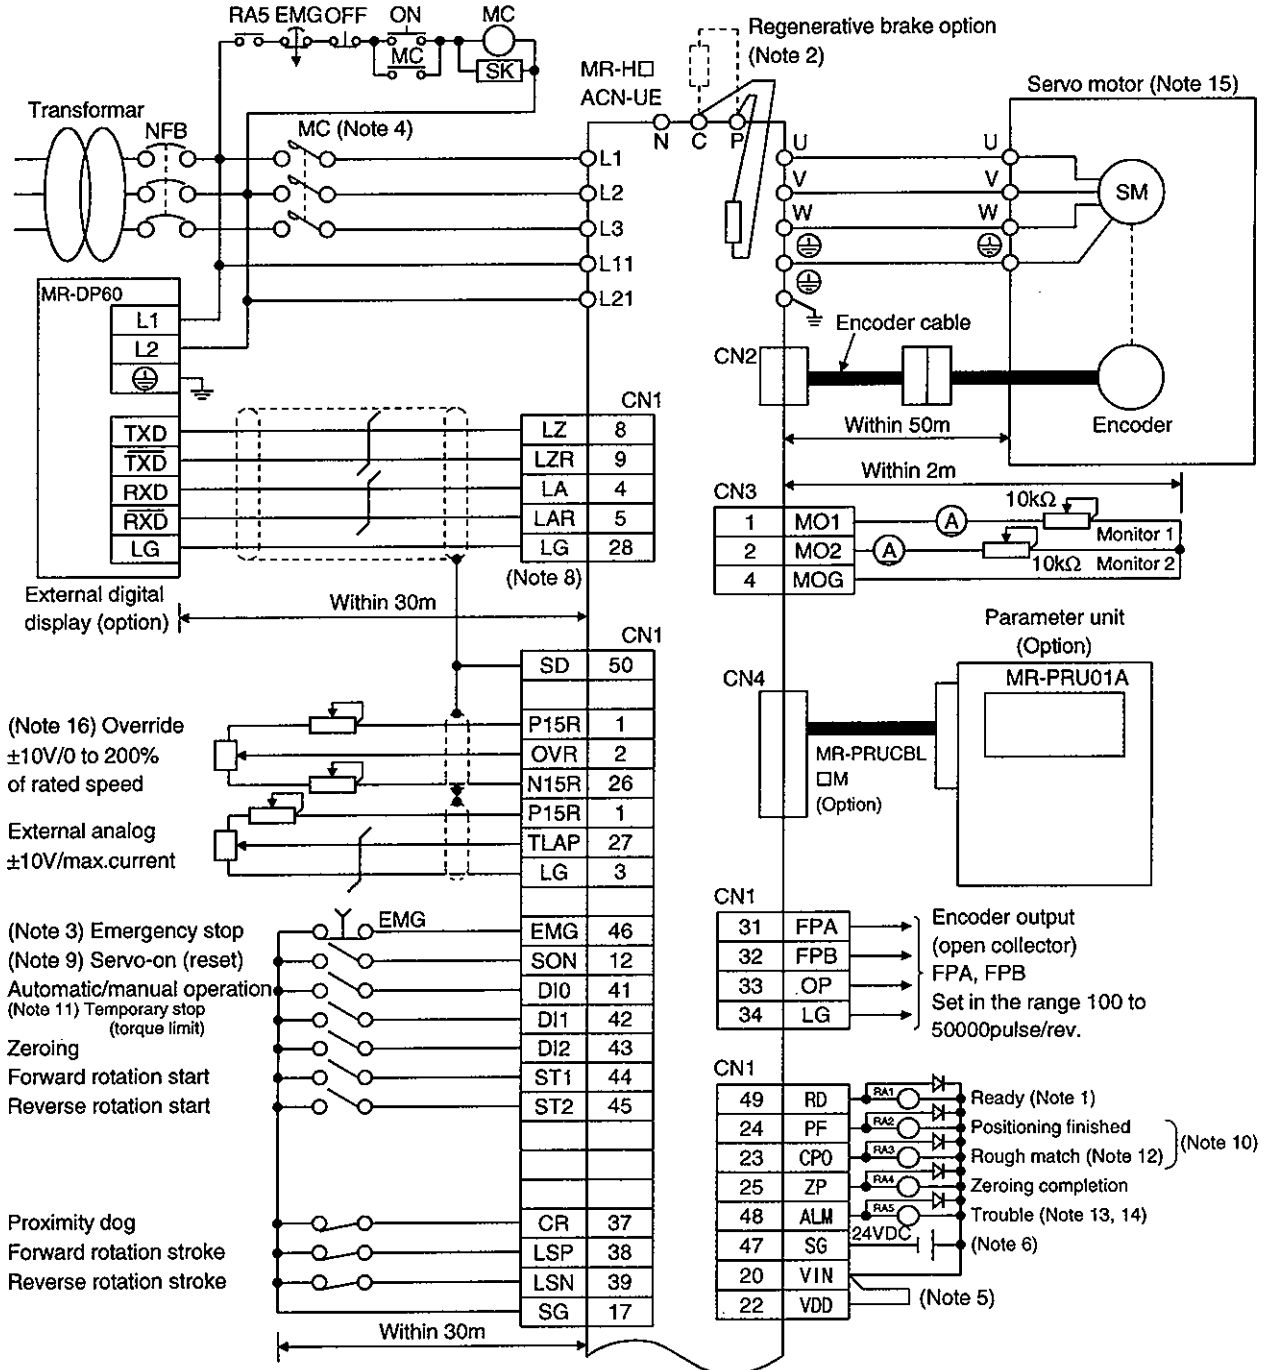 RA5 EMG OFF ON MC
MC
SK
Regenerative brake option
(Note 2)
MR-H□
ACN-UE
Servo motor (Note 15)
Transformar
NFB
MC (Note 4)
N C P
L1
L2
L3
L11
L21
U
V
W
U
V
W
SM
MR-DP60
L1
L2
TXD
TXD
RXD
RXD
LG
External digital
display (option)
Within 30m
CN1
LZ 8
LZR 9
LA 4
LAR 5
LG 28
(Note 8)
CN2
Encoder cable
Encoder
Within 50m
Within 2m
CN3
1 MO1
2 MO2
4 MOG
A
10kΩ
Monitor 1
A
10kΩ
Monitor 2
CN1
SD 50
P15R 1
OVR 2
N15R 26
P15R 1
TLAP 27
LG 3
EMG 46
SON 12
DI0 41
DI1 42
DI2 43
ST1 44
ST2 45
CR 37
LSP 38
LSN 39
SG 17
(Note 16) Override
±10V/0 to 200%
of rated speed
External analog
±10V/max.current
EMG
(Note 3) Emergency stop
(Note 9) Servo-on (reset)
Automatic/manual operation
(Note 11) Temporary stop
(torque limit)
Zeroing
Forward rotation start
Reverse rotation start
Proximity dog
Forward rotation stroke
Reverse rotation stroke
Within 30m
Parameter unit
(Option)
MR-PRU01A
CN4
MR-PRUCBL
□M
(Option)
CN1
31 FPA
32 FPB
33 OP
34 LG
Encoder output
(open collector)
FPA, FPB
Set in the range 100 to
50000pulse/rev.
CN1
49 RD RA1 Ready (Note 1)
24 PF RA2 Positioning finished
23 CPO RA3 Rough match (Note 12)
(Note 10)
25 ZP RA4 Zeroing completion
48 ALM RA5 Trouble (Note 13, 14)
47 SG 24VDC (Note 6)
20 VIN
22 VDD
(Note 5)